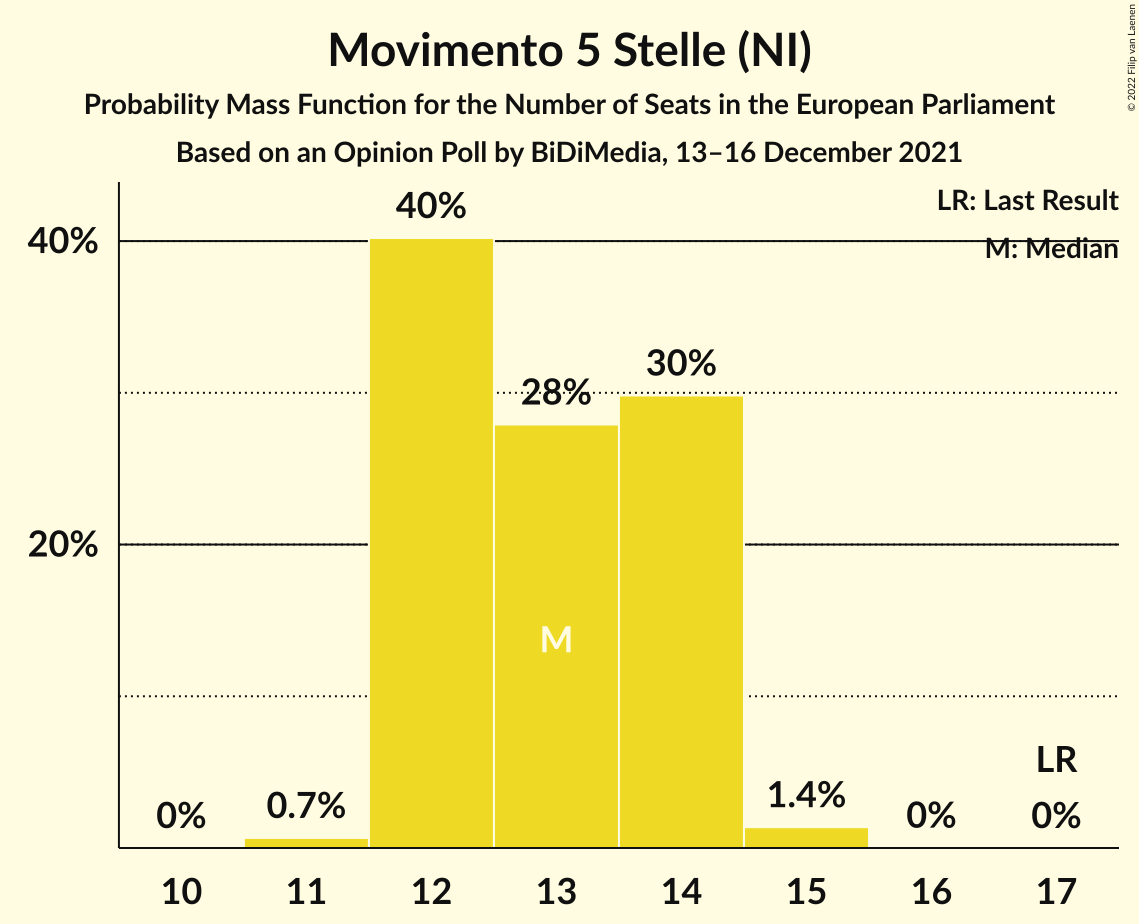 Movimento 5 Stelle (NI)
Probability Mass Function for the Number of Seats in the European Parliament
Based on an Opinion Poll by BiDiMedia, 13–16 December 2021
© 2022 Filip van Laenen
LR: Last Result
M: Median
40%
20%
0%
0.7%
40%
28%
30%
1.4%
0%
LR
0%
M
10 11 12 13 14 15 16 17